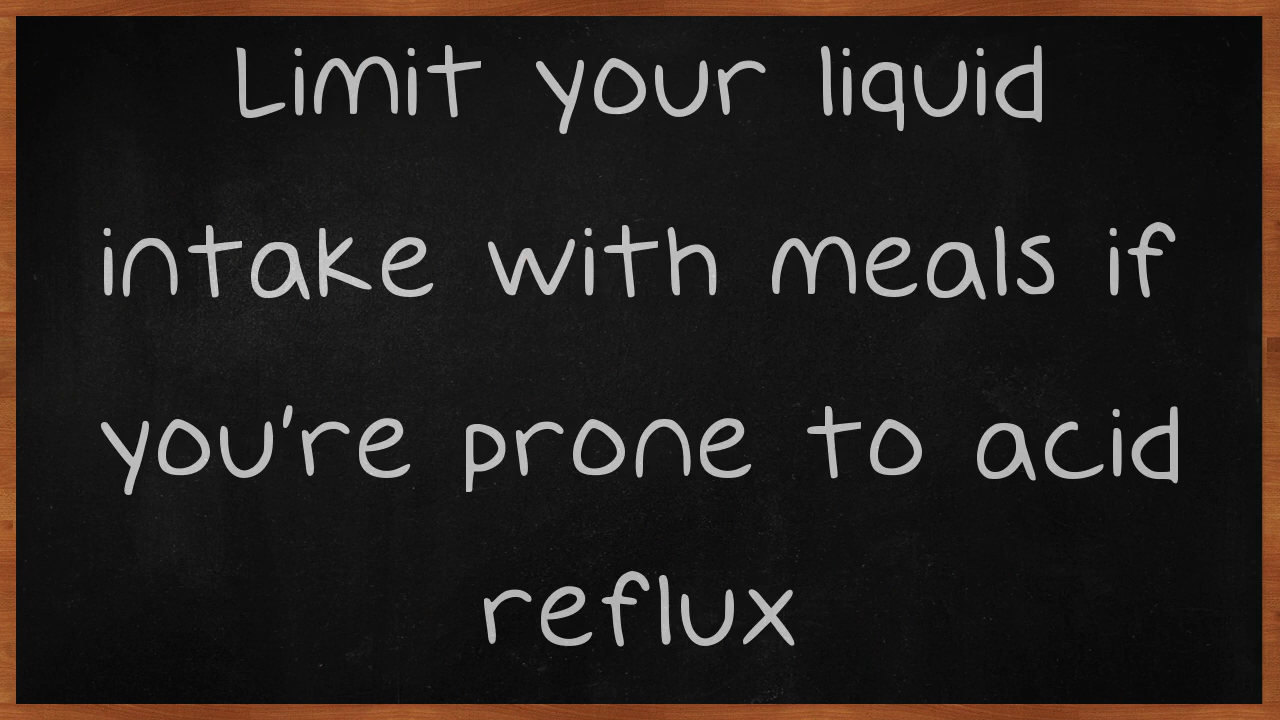 Limit your liquid
intake with meals if
you're prone to acid
reflux